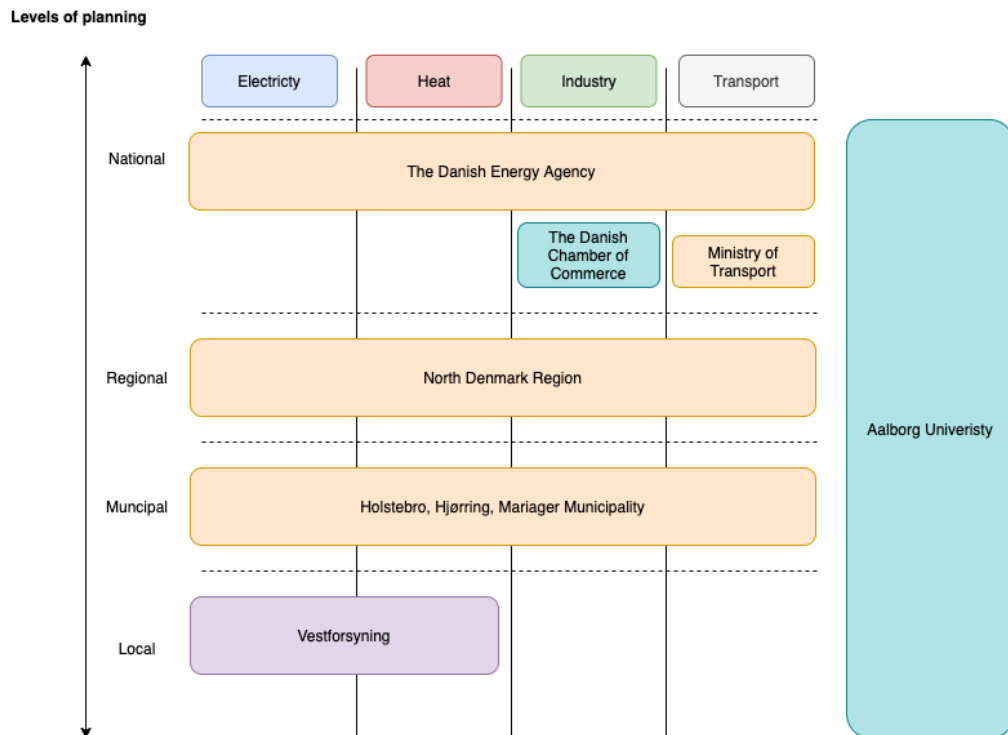 Levels of planning
Electricty
Heat
Industry
Transport
National
The Danish Energy Agency
The Danish
Chamber of
Commerce
Ministry of
Transport
Regional
North Denmark Region
Aalborg Univeristy
Muncipal
Holstebro, Hjørring, Mariager Municipality
Local
Vestforsyning